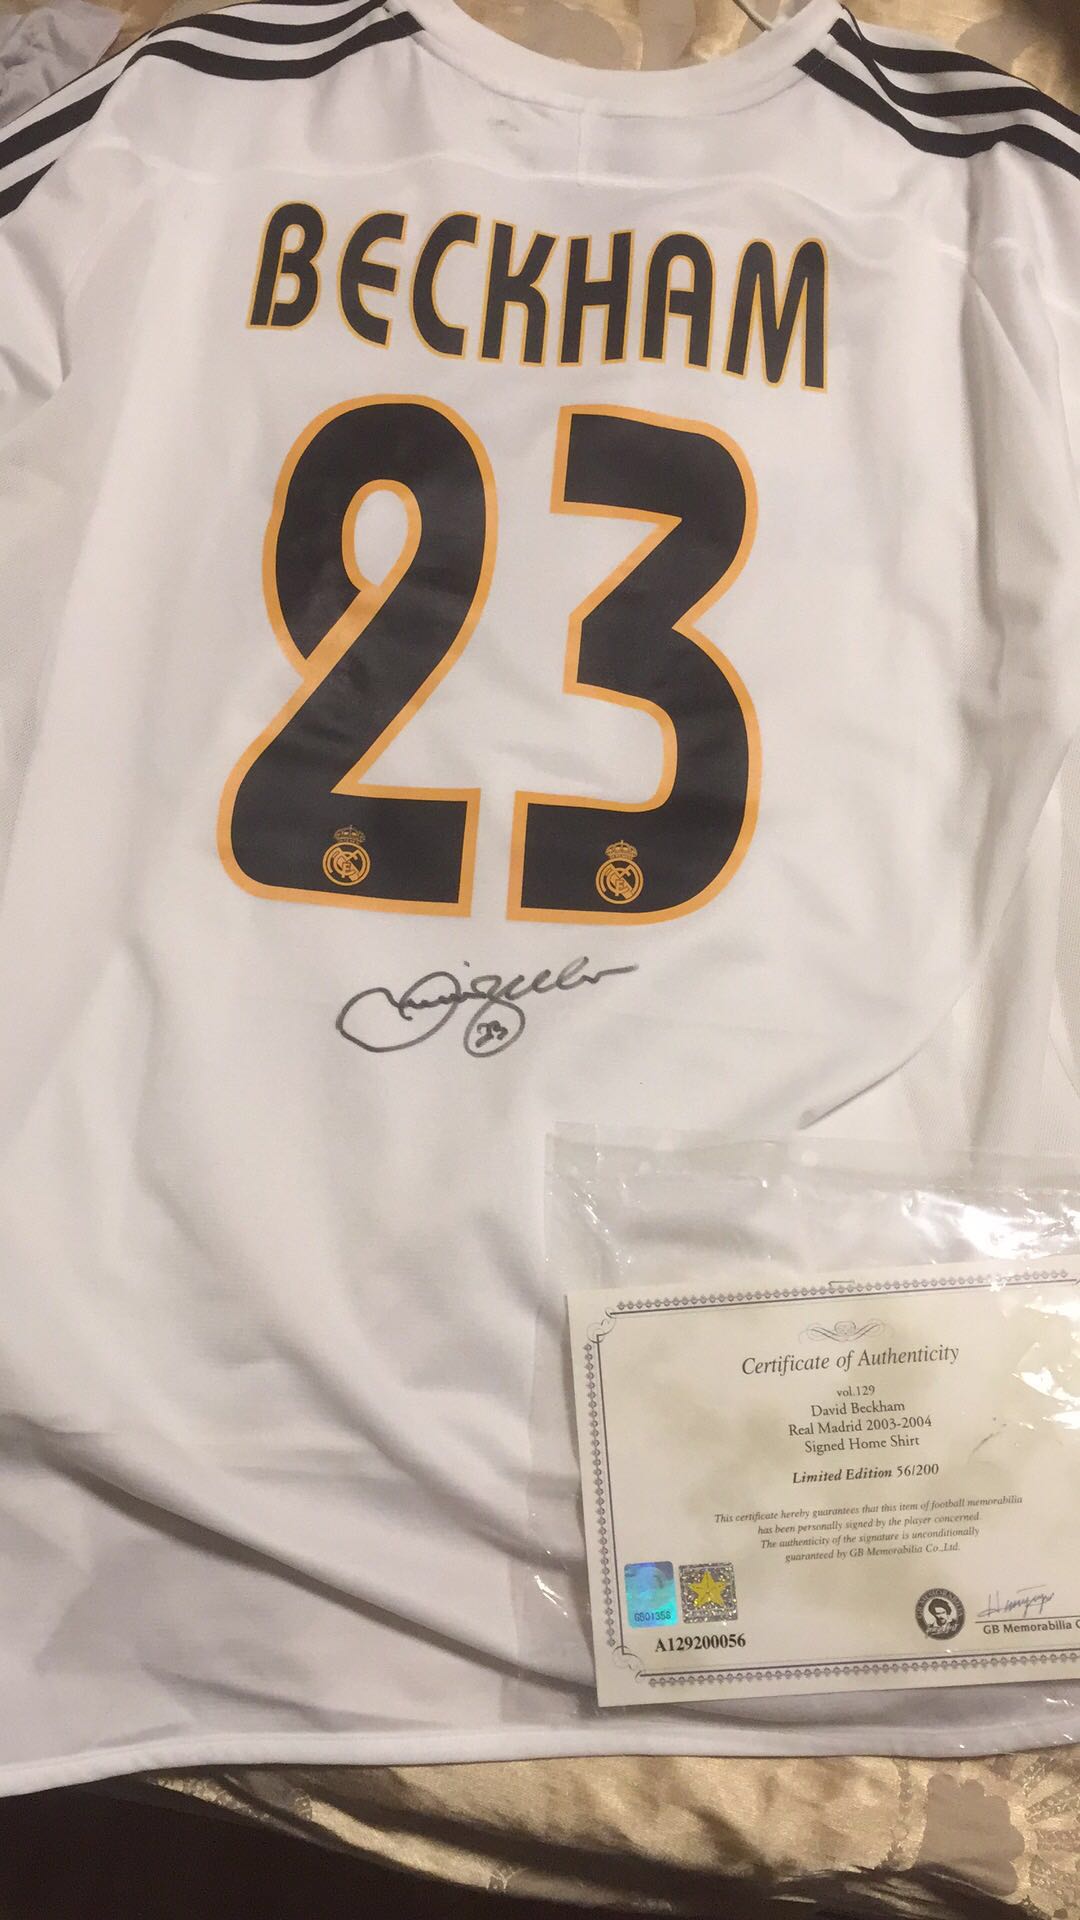 BECKHAM
23
23
Certificate of Authenticity
vol.129
David Beckham
Real Madrid 2003-2004
Signed Home Shirt
Limited Edition 56/200
This certificate hereby guarantees that this item of football memorabilia
has been personally signed by the player concerned.
The authenticity of the signature is unconditionally
guaranteed by GB Memorabilia Co.,Ltd.
GB01358
A129200056
GB Memorabilia